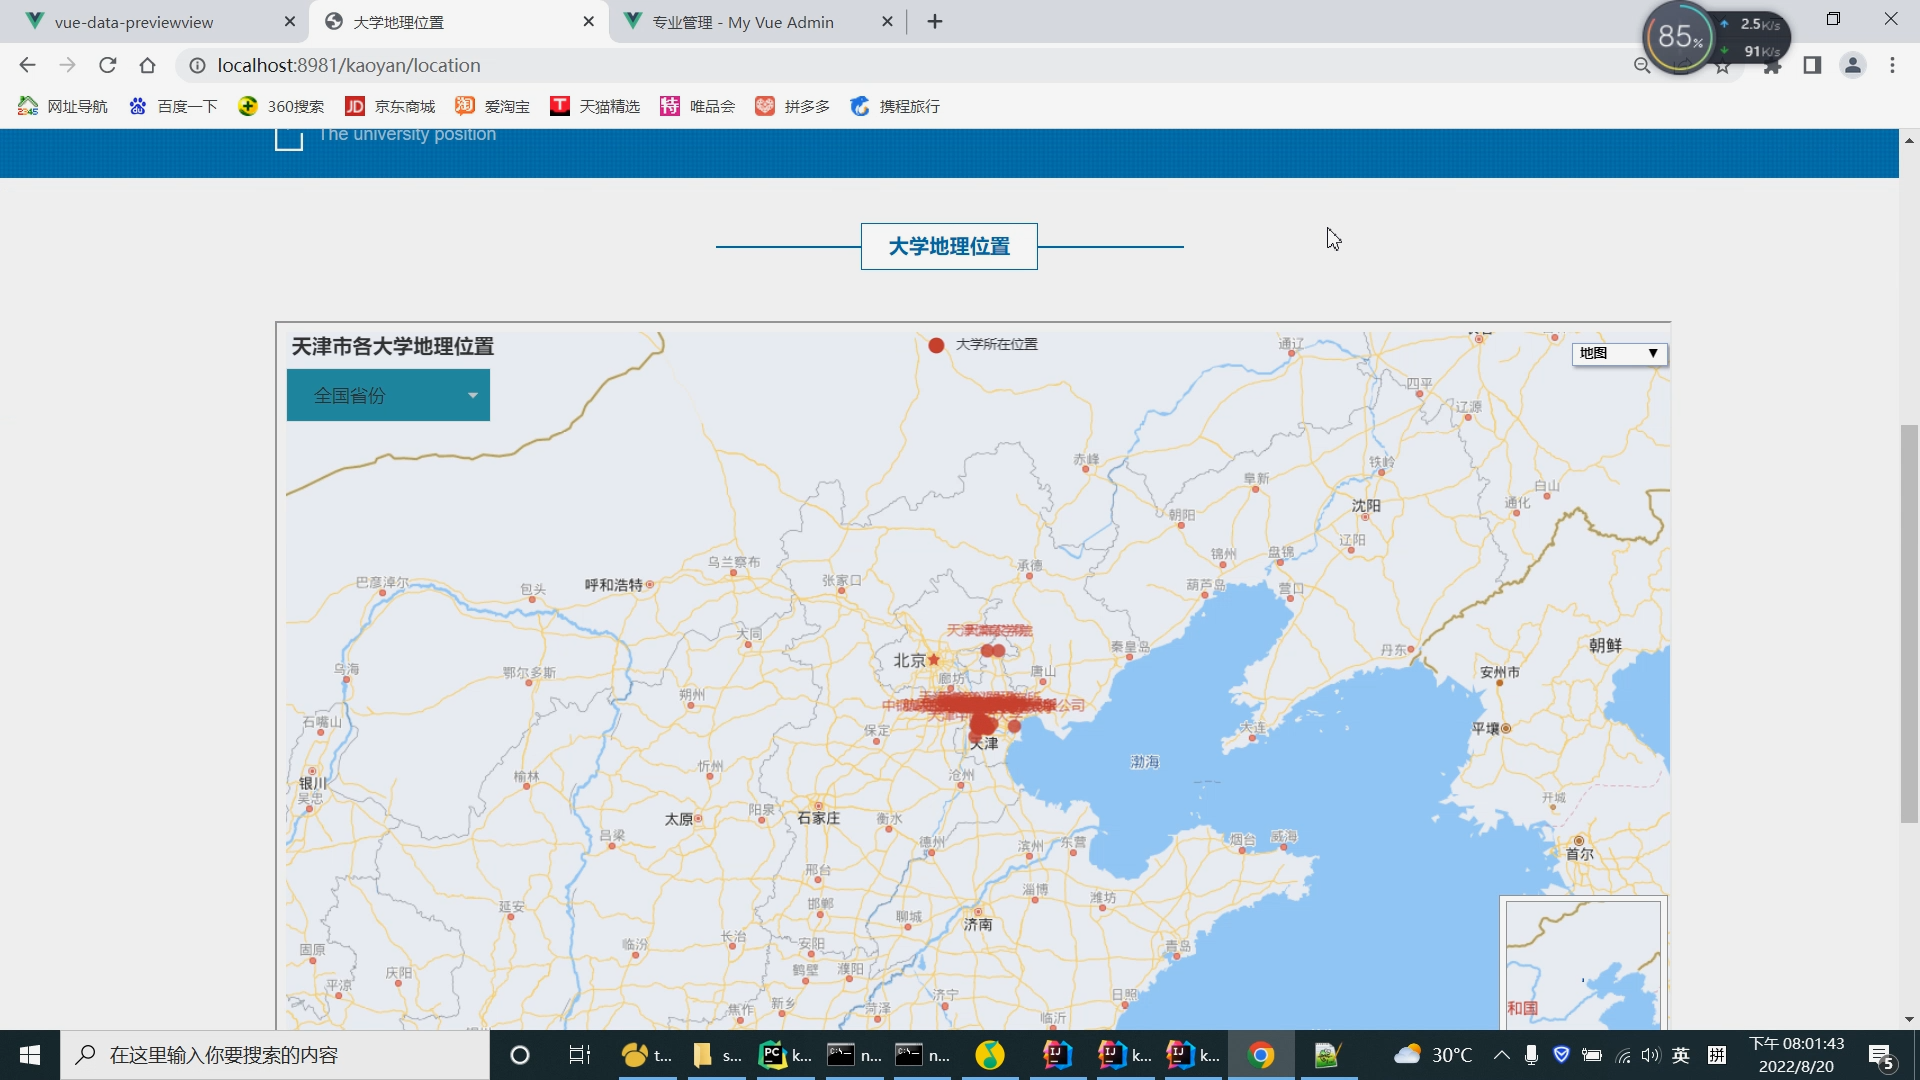 vue-data-previewview
大学地理位置
专业管理 - My Vue Admin
85%
2.5K/s
91K/s
localhost:8981/kaoyan/location
网址导航
百度一下
360搜索
京东商城
爱淘宝
天猫精选
唯品会
拼多多
携程旅行
The university position
大学地理位置
天津市各大学地理位置
大学所在位置
地图
全国省份
通辽
四平
辽源
赤峰
铁岭
阜新
白山
沈阳
通化
朝阳
辽阳
锦州
盘锦
乌兰察布
承德
巴彦淖尔
包头
呼和浩特
张家口
葫芦岛
营口
大同
北京
秦皇岛
丹东
朝鲜
乌海
鄂尔多斯
廊坊
唐山
安州市
朔州
石嘴山
保定
天津
大连
平壤
渤海
忻州
沧州
银川
吴忠
榆林
阳泉
石家庄
太原
衡水
开城
吕梁
德州
滨州
东营
烟台
威海
首尔
邢台
淄博
潍坊
延安
邯郸
聊城
济南
固原
临汾
长治
安阳
青岛
庆阳
鹤壁
濮阳
平凉
济宁
日照
焦作
新乡
菏泽
临沂
和国
在这里输入你要搜索的内容
t...
s...
k...
n...
n...
k...
k...
30°C
英
拼
下午 08:01:43
2022/8/20
5